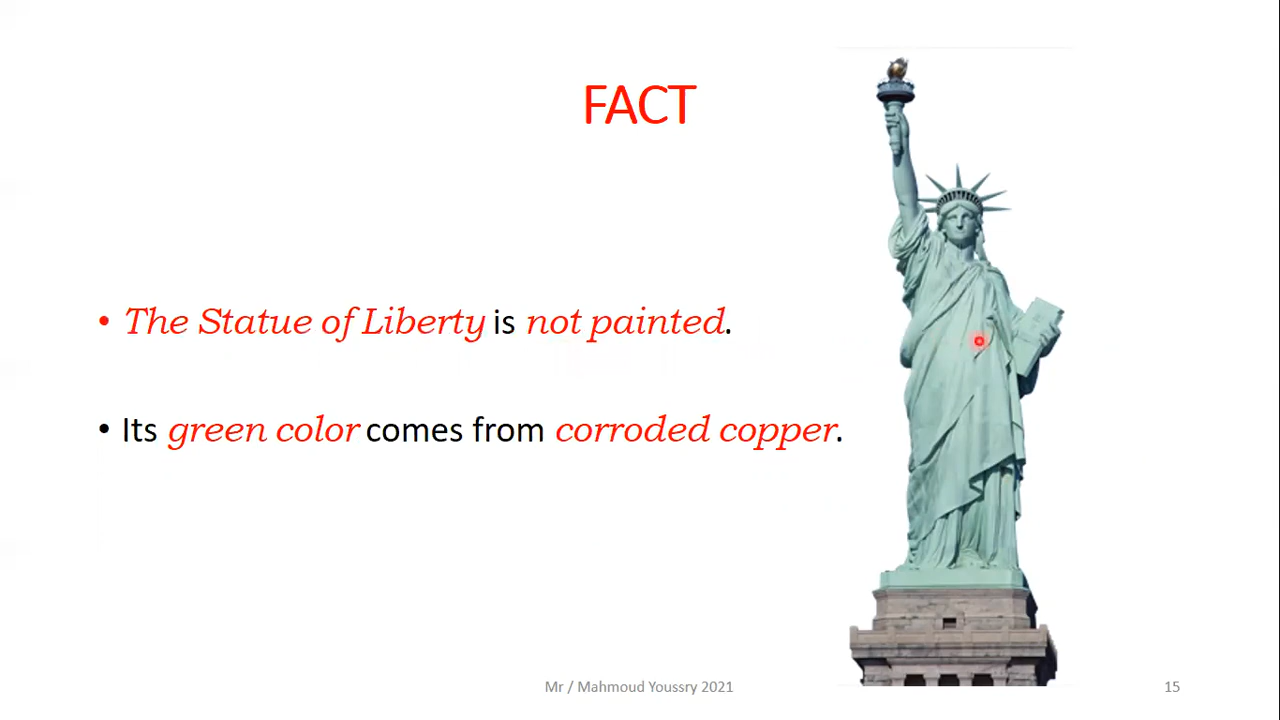 FACT
• The Statue of Liberty is not painted.
• Its green color comes from corroded copper.
Mr / Mahmoud Youssry 2021
15